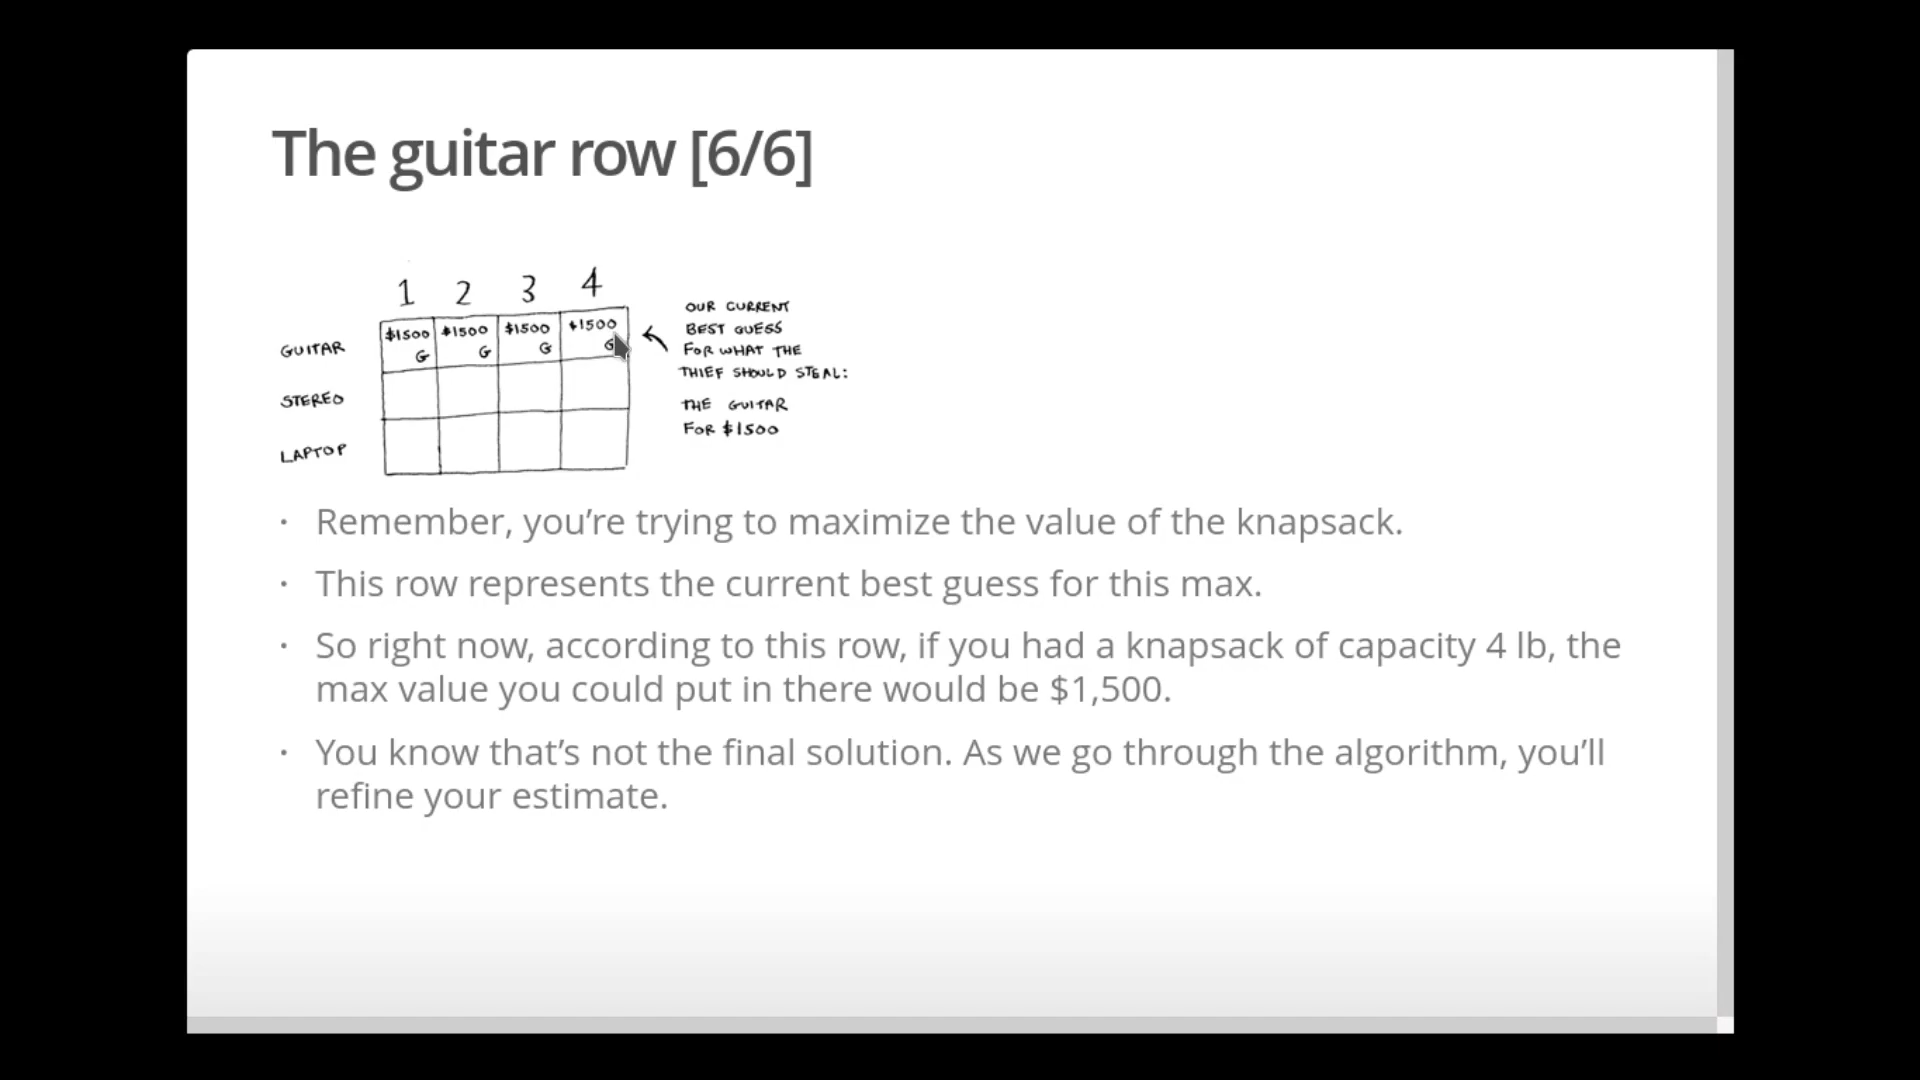 The guitar row [6/6]
1 2 3 4
GUITAR $1500 G $1500 G $1500 G $1500 G
STEREO
LAPTOP
OUR CURRENT
BEST GUESS
FOR WHAT THE
THIEF SHOULD STEAL:
THE GUITAR
FOR $1500
· Remember, you’re trying to maximize the value of the knapsack.
· This row represents the current best guess for this max.
· So right now, according to this row, if you had a knapsack of capacity 4 lb, the
max value you could put in there would be $1,500.
· You know that’s not the final solution. As we go through the algorithm, you’ll
refine your estimate.